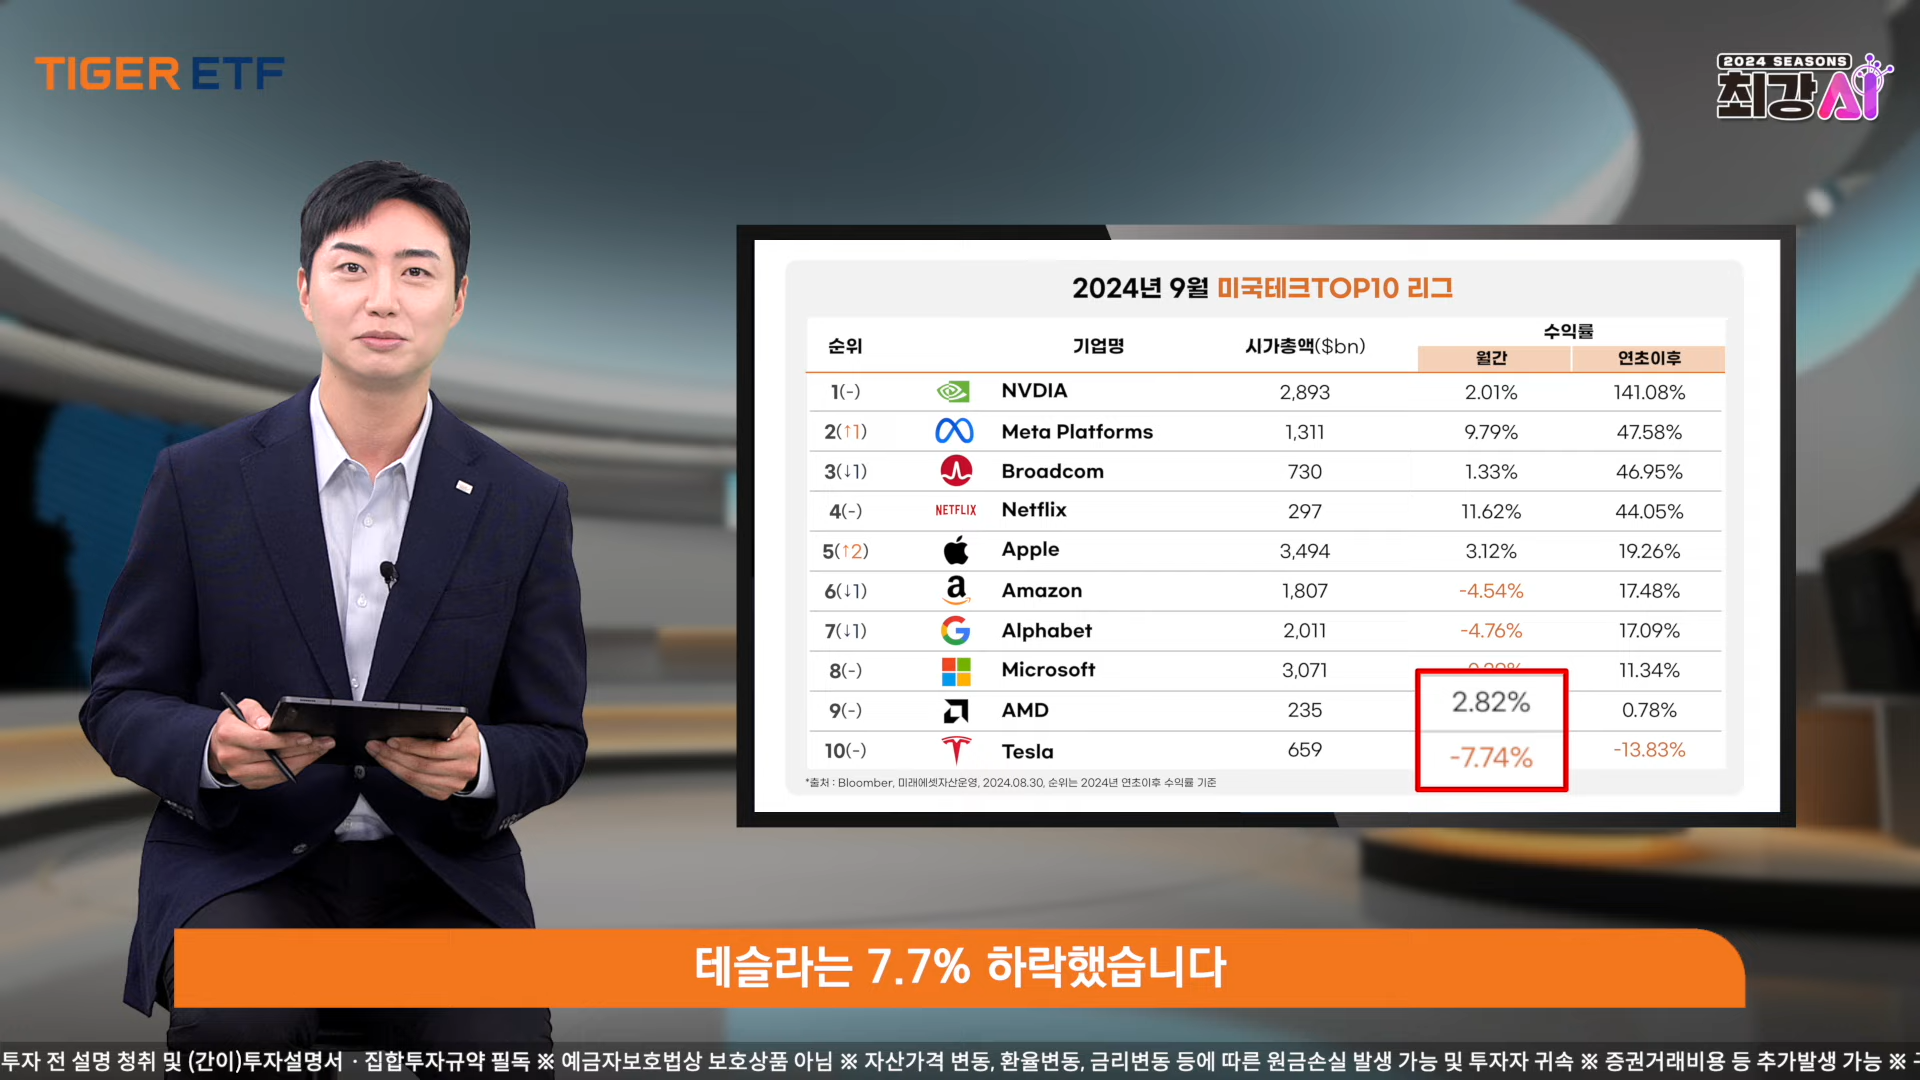 TIGER ETF
2024 SEASONS
최강 AI
2024년 9월 미국테크TOP10 리그
순위 기업명 시가총액($bn) 수익률
월간 연초이후
1(-) NVDIA 2,893 2.01% 141.08%
2(↑1) Meta Platforms 1,311 9.79% 47.58%
3(↓1) Broadcom 730 1.33% 46.95%
4(-) NETFLIX Netflix 297 11.62% 44.05%
5(↑2) Apple 3,494 3.12% 19.26%
6(↓1) Amazon 1,807 -4.54% 17.48%
7(↓1) Alphabet 2,011 -4.76% 17.09%
8(-) Microsoft 3,071 11.34%
9(-) AMD 235 2.82% 0.78%
10(-) Tesla 659 -7.74% -13.83%
*출처 : Bloomber, 미래에셋자산운영, 2024.08.30, 순위는 2024년 연초이후 수익률 기준
테슬라는 7.7% 하락했습니다
투자 전 설명 청취 및 (간이)투자설명서 · 집합투자규약 필독 ※ 예금자보호법상 보호상품 아님 ※ 자산가격 변동, 환율변동, 금리변동 등에 따른 원금손실 발생 가능 및 투자자 귀속 ※ 증권거래비용 등 추가발생 가능 ※